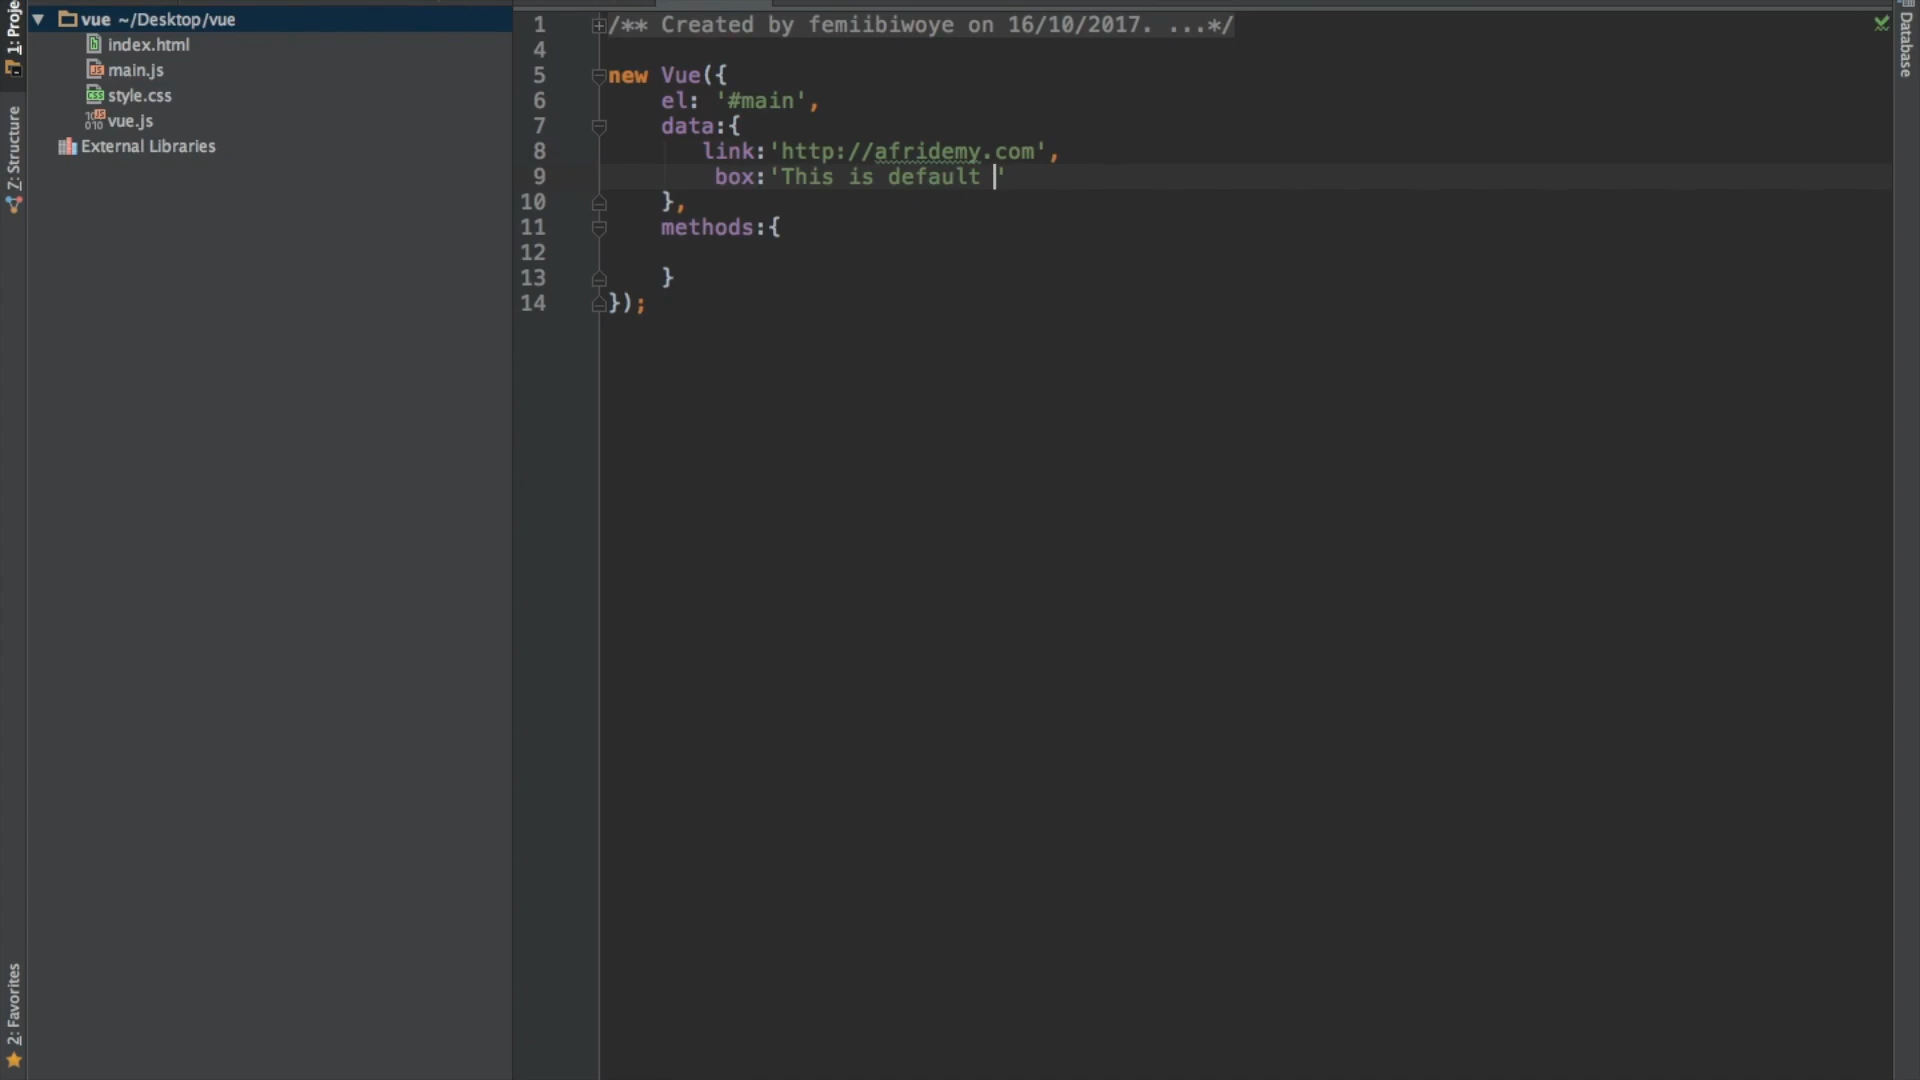 1: Proje
vue ~/Desktop/vue
index.html
main.js
style.css
vue.js
External Libraries
Z: Structure
2: Favorites
1 /** Created by femiibiwoye on 16/10/2017. ...*/
4
5 new Vue({
6 el: '#main',
7 data:{
8 link:'http://afridemy.com',
9 box:'This is default '
10 },
11 methods:{
12
13 }
14 });
Database